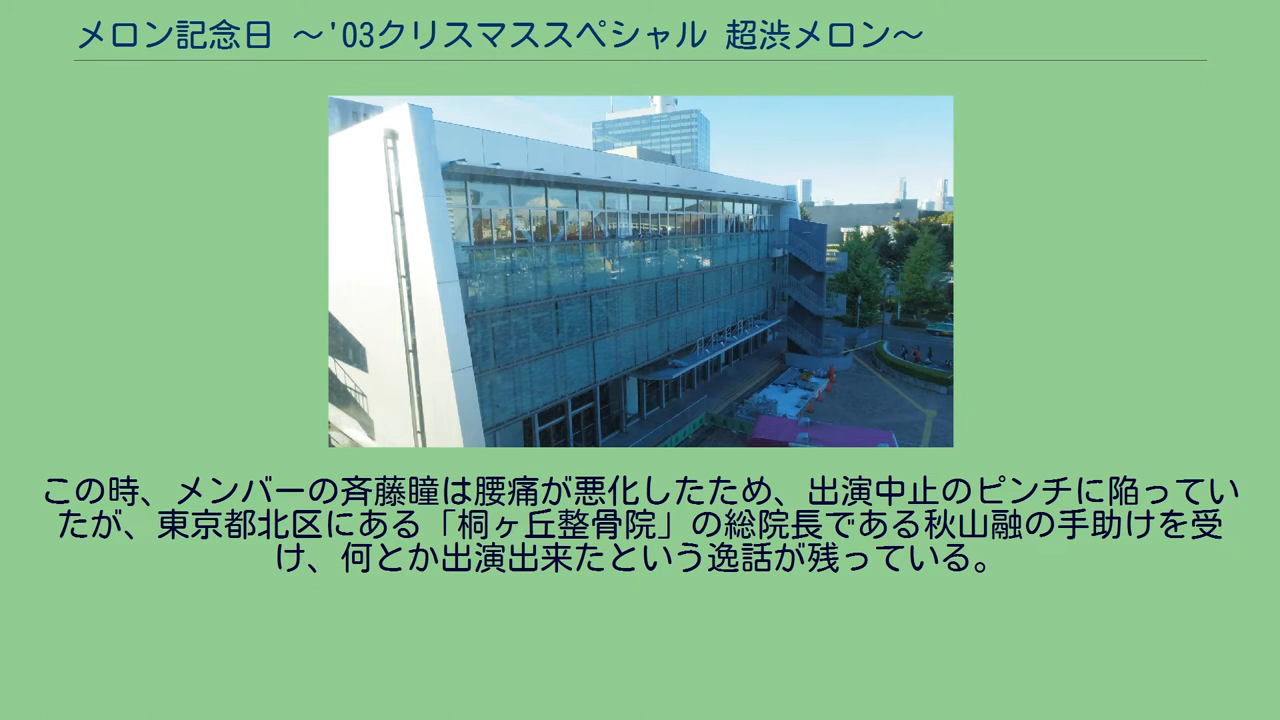 メロン記念日 ～'03クリスマススペシャル 超渋メロン～
この時、メンバーの斉藤瞳は腰痛が悪化したため、出演中止のピンチに陥ってい
たが、東京都北区にある「桐ヶ丘整骨院」の総院長である秋山融の手助けを受
け、何とか出演出来たという逸話が残っている。